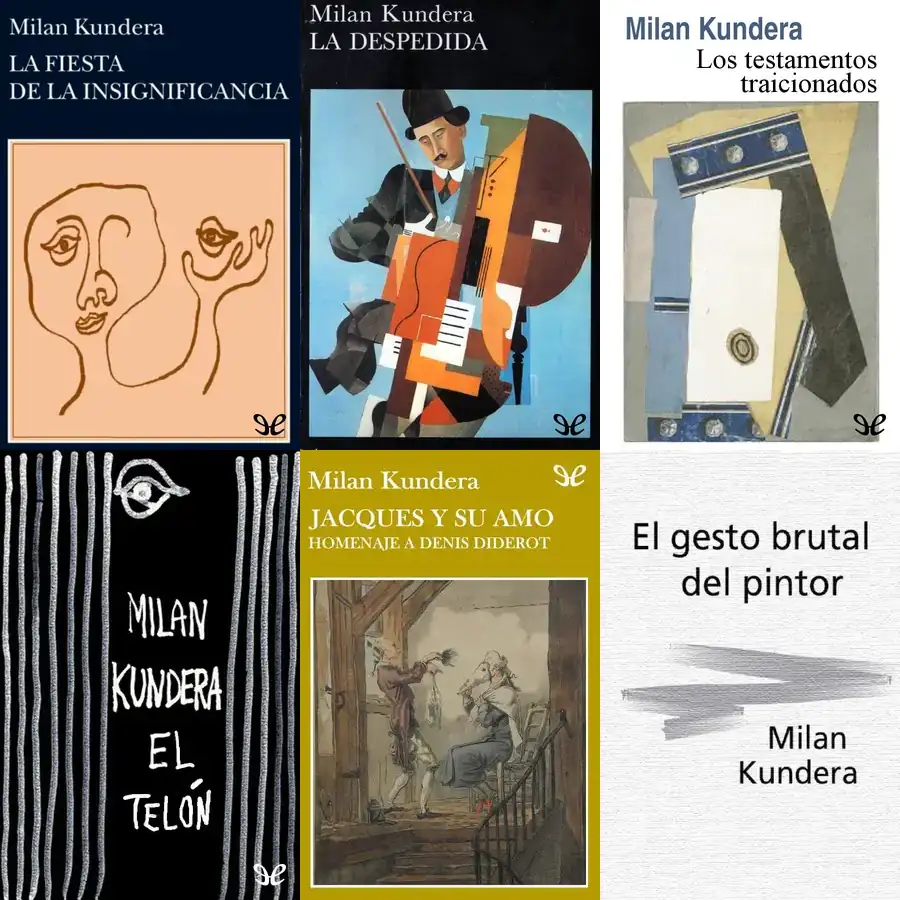 Milan Kundera
LA FIESTA
DE LA INSIGNIFICANCIA
Milan Kundera
LA DESPEDIDA
Milan Kundera
Los testamentos
traicionados
MILAN
KUNDERA
EL
TELÓN
Milan Kundera
JACQUES Y SU AMO
HOMENAJE A DENIS DIDEROT
El gesto brutal
del pintor
Milan
Kundera